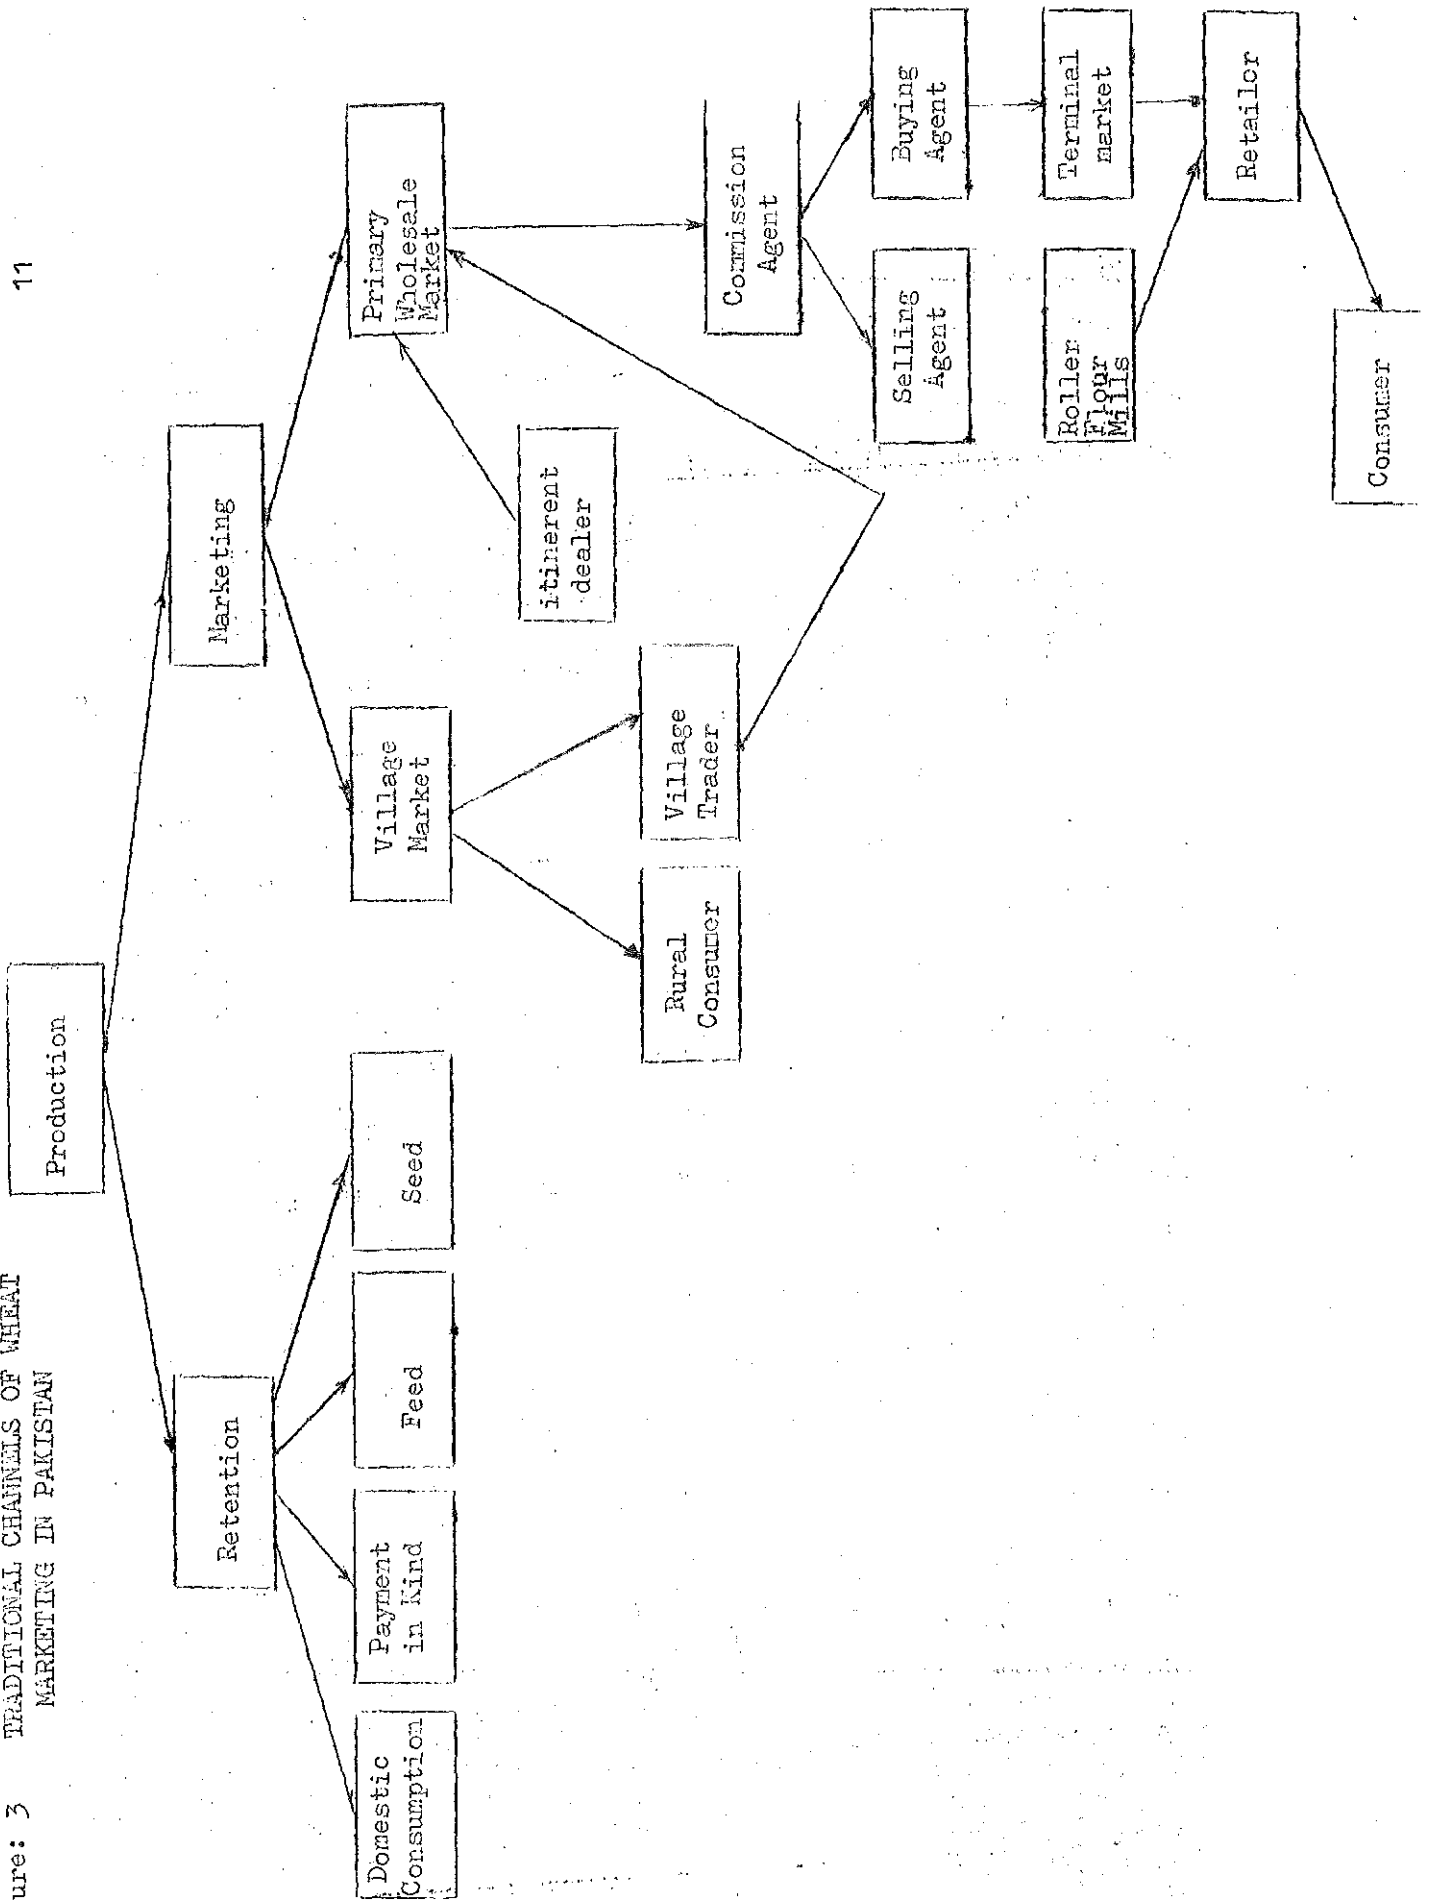 ure: 3 TRADITIONAL CHANNELS OF WHEAT
MARKETING IN PAKISTAN
11
Production
Retention
Marketing
Domestic
Consumption
Payment
in Kind
Feed
Seed
Village
Market
Primary
Wholesale
Market
itinerent
dealer
Rural
Consumer
Village
Trader
Commission
Agent
Selling
Agent
Buying
Agent
Roller
Flour
Mills
Terminal
market
Retailor
Consumer